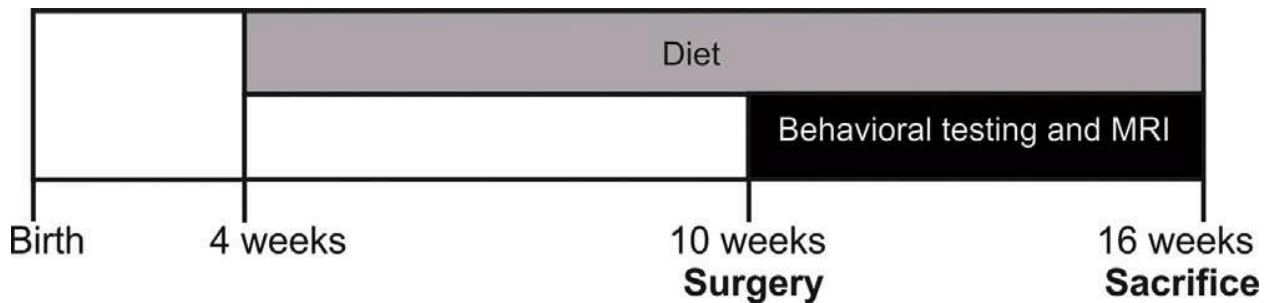 Diet
Behavioral testing and MRI
Birth
4 weeks
10 weeks
Surgery
16 weeks
Sacrifice